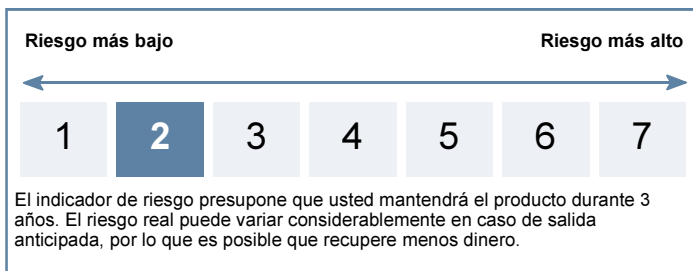 Riesgo más bajo Riesgo más alto
1 2 3 4 5 6 7
El indicador de riesgo presupone que usted mantendrá el producto durante 3
años. El riesgo real puede variar considerablemente en caso de salida
anticipada, por lo que es posible que recupere menos dinero.